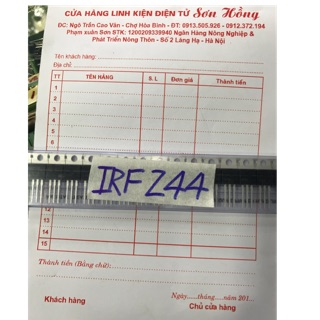 CỬA HÀNG LINH KIỆN ĐIỆN TỬ Sơn Hồng
ĐC: Ngõ Trần Cao Vân - Chợ Hòa Bình - ĐT: 0913.505.926 - 0912.372.194
Phạm xuân Sơn STK: 1200209339940 Ngân Hàng Nông Nghiệp &
Phát Triển Nông Thôn - Số 2 Láng Hạ - Hà Nội
Tên khách hàng:
Địa chỉ:
TT TÊN HÀNG S. L Đơn giá Thành tiền
1
2
3
4
5
6
IRFZ44
14
15
Thành tiền (Bằng chữ):
Ngày......tháng......năm 201...
Khách hàng Chủ cửa hàng